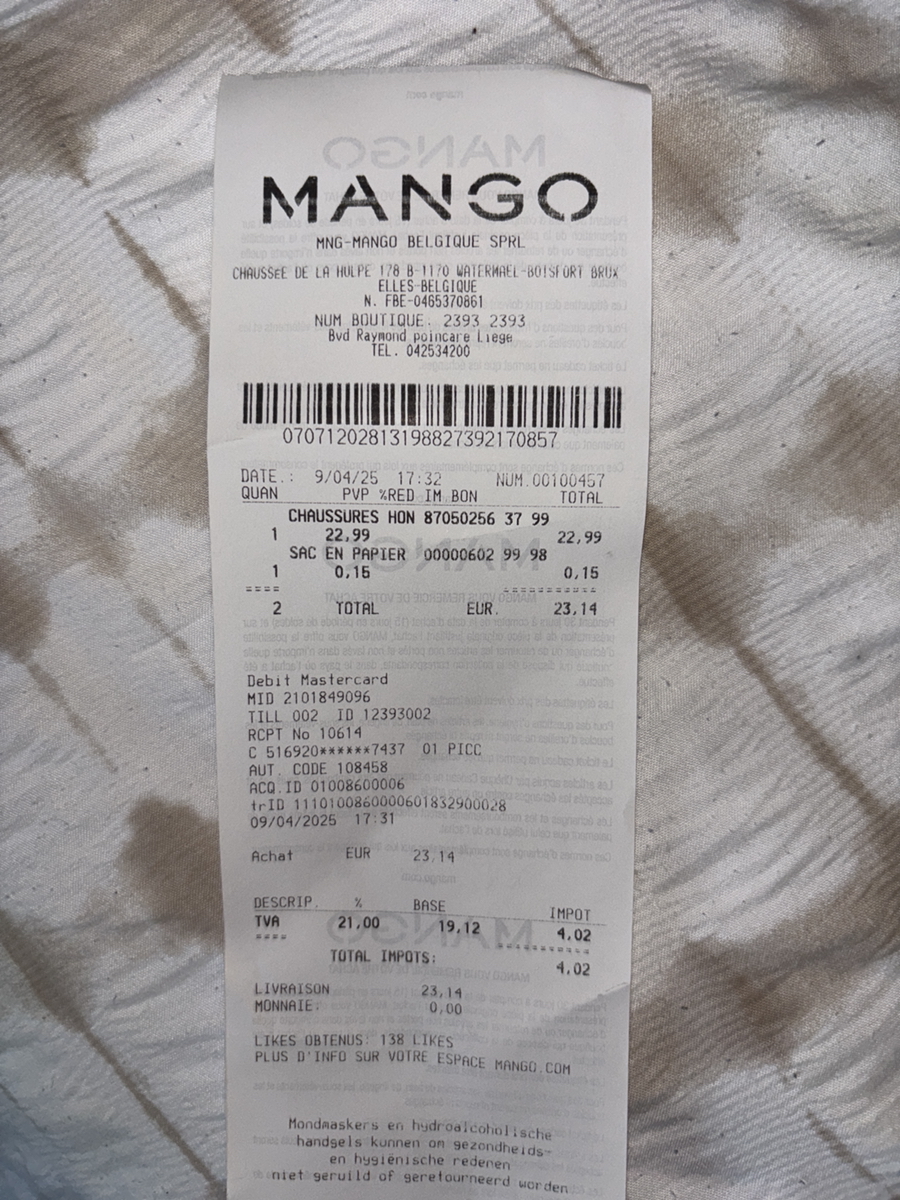 MANGO
MNG-MANGO BELGIQUE SPRL
CHAUSSéE DE LA HULPE 178 B-1170 WATERMAEL-BOISFORT BRUX
ELLES-BELGIQUE
N. FBE-0465370861
NUM BOUTIQUE: 2393 2393
Bvd Raymond poincare Liege
TEL. 042534200
07071202813198827392170857
DATE.: 9/04/25 17:32 NUM.00100457
QUAN PVP %RED IM BON TOTAL
CHAUSSURES HON 87050256 37 99
1 22,99 22,99
SAC EN PAPIER 00000602 99 98
1 0,15 0,15
==== ==========
2 TOTAL EUR. 23,14
Debit Mastercard
MID 2101849096
TILL 002 ID 12393002
RCPT No 10614
C 516920******7437 01 PICC
AUT. CODE 108458
ACQ.ID 01008600006
trID 1110100860000601832900028
09/04/2025 17:31
Achat EUR 23,14
DESCRIP. % BASE IMPOT
TVA 21,00 19,12 4,02
==== ==========
TOTAL IMPOTS: 4,02
LIVRAISON 23,14
MONNAIE: 0,00
LIKES OBTENUS: 138 LIKES
PLUS D'INFO SUR VOTRE ESPACE MANGO.COM
Mondmaskers en hydroalcoholische
handgels kunnen om gezondheids-
en hygiënische redenen
niet geruild of geretourneerd worden